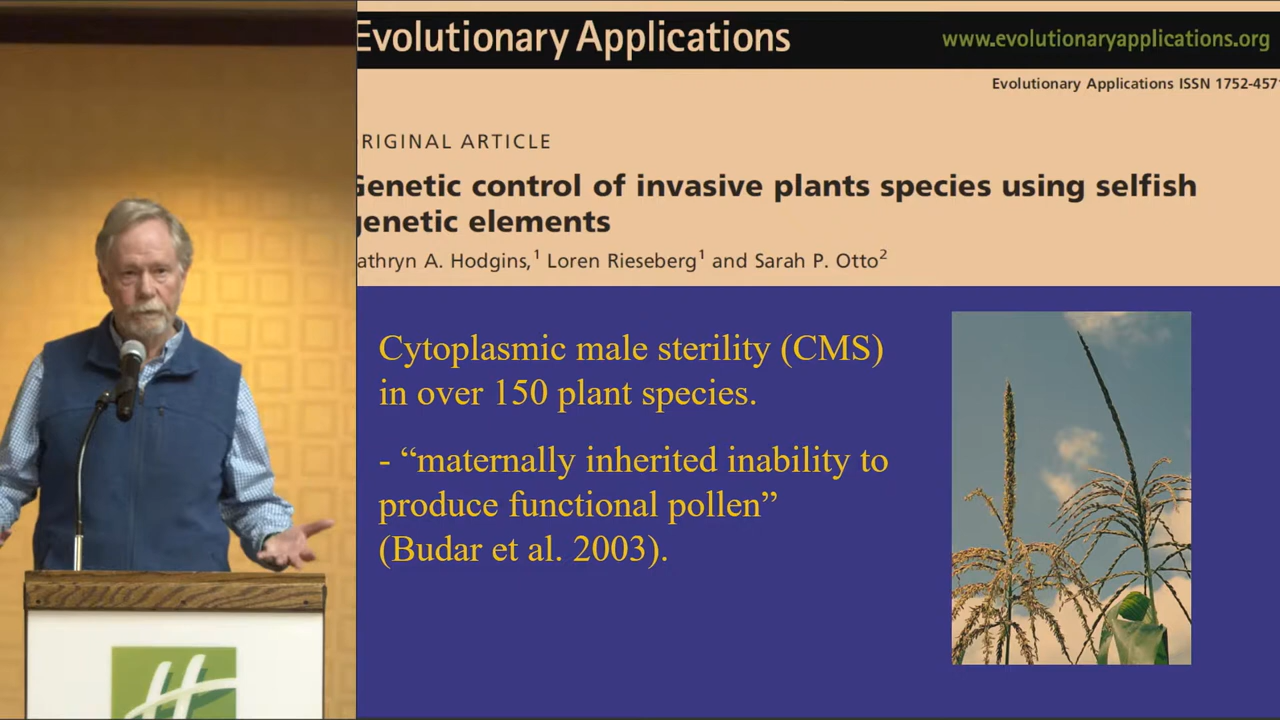 Evolutionary Applications
www.evolutionaryapplications.org
Evolutionary Applications ISSN 1752-457
RIGINAL ARTICLE
Genetic control of invasive plants species using selfish
genetic elements
athryn A. Hodgins,¹ Loren Rieseberg¹ and Sarah P. Otto²
Cytoplasmic male sterility (CMS)
in over 150 plant species.
- “maternally inherited inability to
produce functional pollen”
(Budar et al. 2003).
H